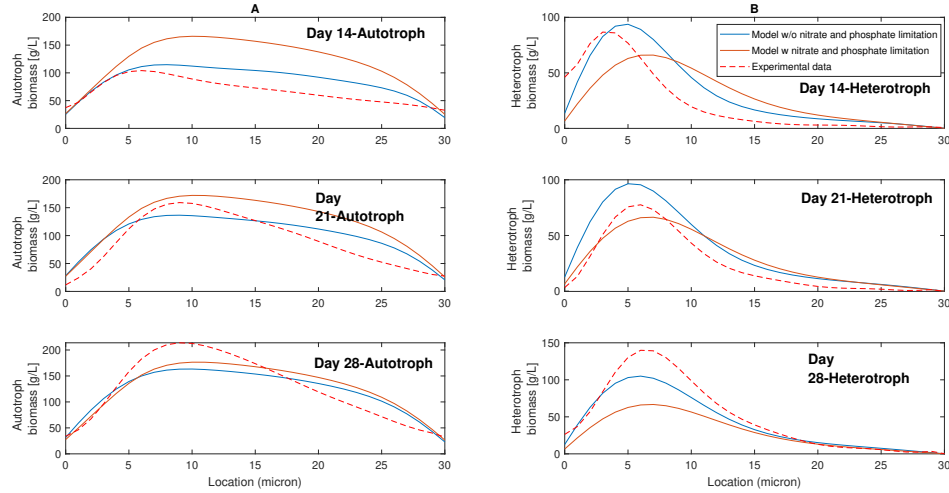 A
Day 14-Autotroph
Autotroph
biomass [g/L]
200
150
100
50
0
0 5 10 15 20 25 30
Day
21-Autotroph
Autotroph
biomass [g/L]
200
150
100
50
0
0 5 10 15 20 25 30
Day 28-Autotroph
Autotroph
biomass [g/L]
200
150
100
50
0
0 5 10 15 20 25 30
Location (micron)
B
Model w/o nitrate and phosphate limitation
Model w nitrate and phosphate limitation
Experimental data
Day 14-Heterotroph
Heterotroph
biomass [g/L]
100
50
0
0 5 10 15 20 25 30
Day 21-Heterotroph
Heterotroph
biomass [g/L]
100
50
0
0 5 10 15 20 25 30
Day
28-Heterotroph
Heterotroph
biomass [g/L]
150
100
50
0
0 5 10 15 20 25 30
Location (micron)